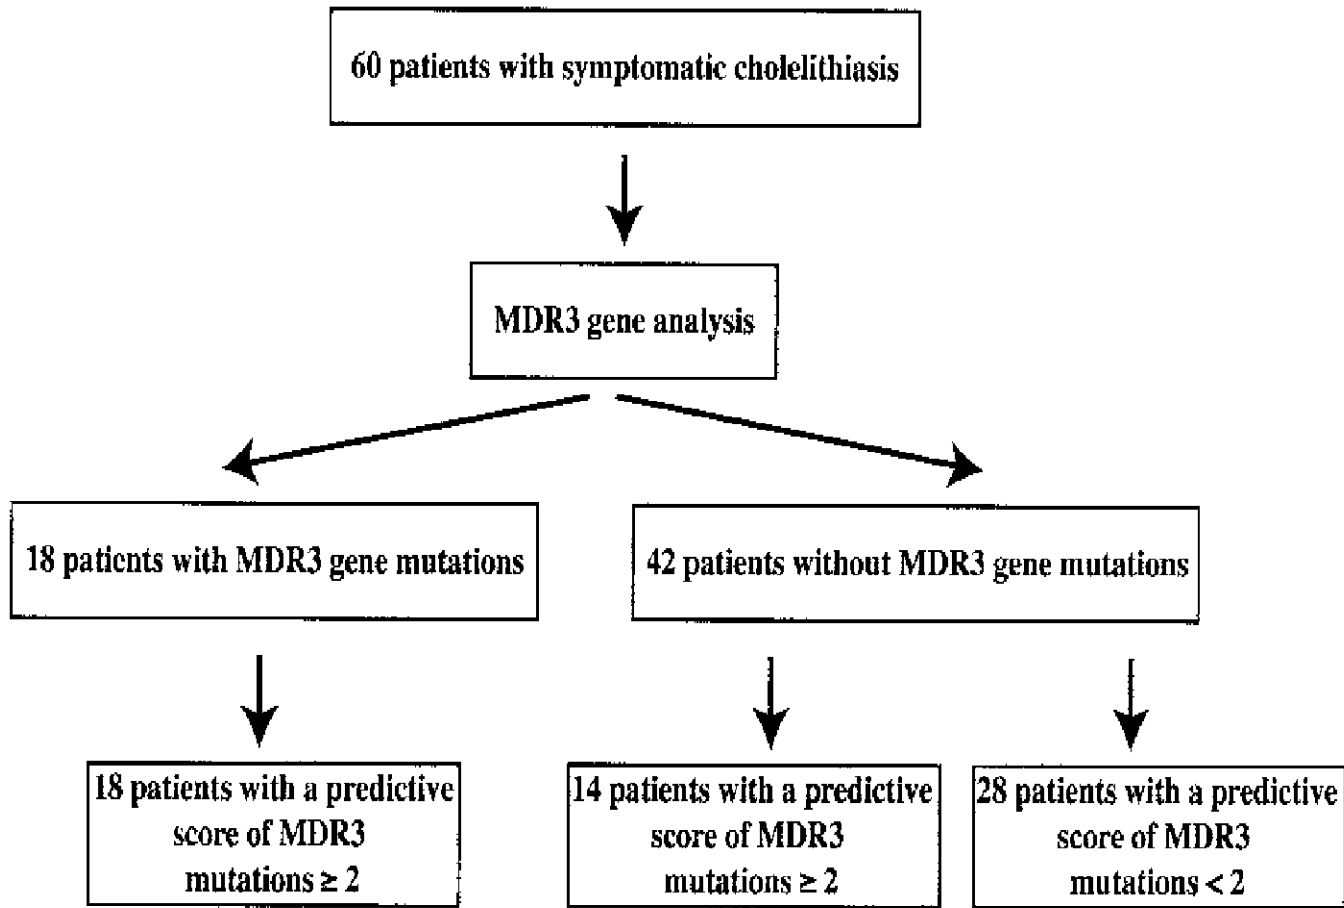 60 patients with symptomatic cholelithiasis
MDR3 gene analysis
18 patients with MDR3 gene mutations
42 patients without MDR3 gene mutations
18 patients with a predictive
score of MDR3
mutations ≥ 2
14 patients with a predictive
score of MDR3
mutations ≥ 2
28 patients with a predictive
score of MDR3
mutations < 2